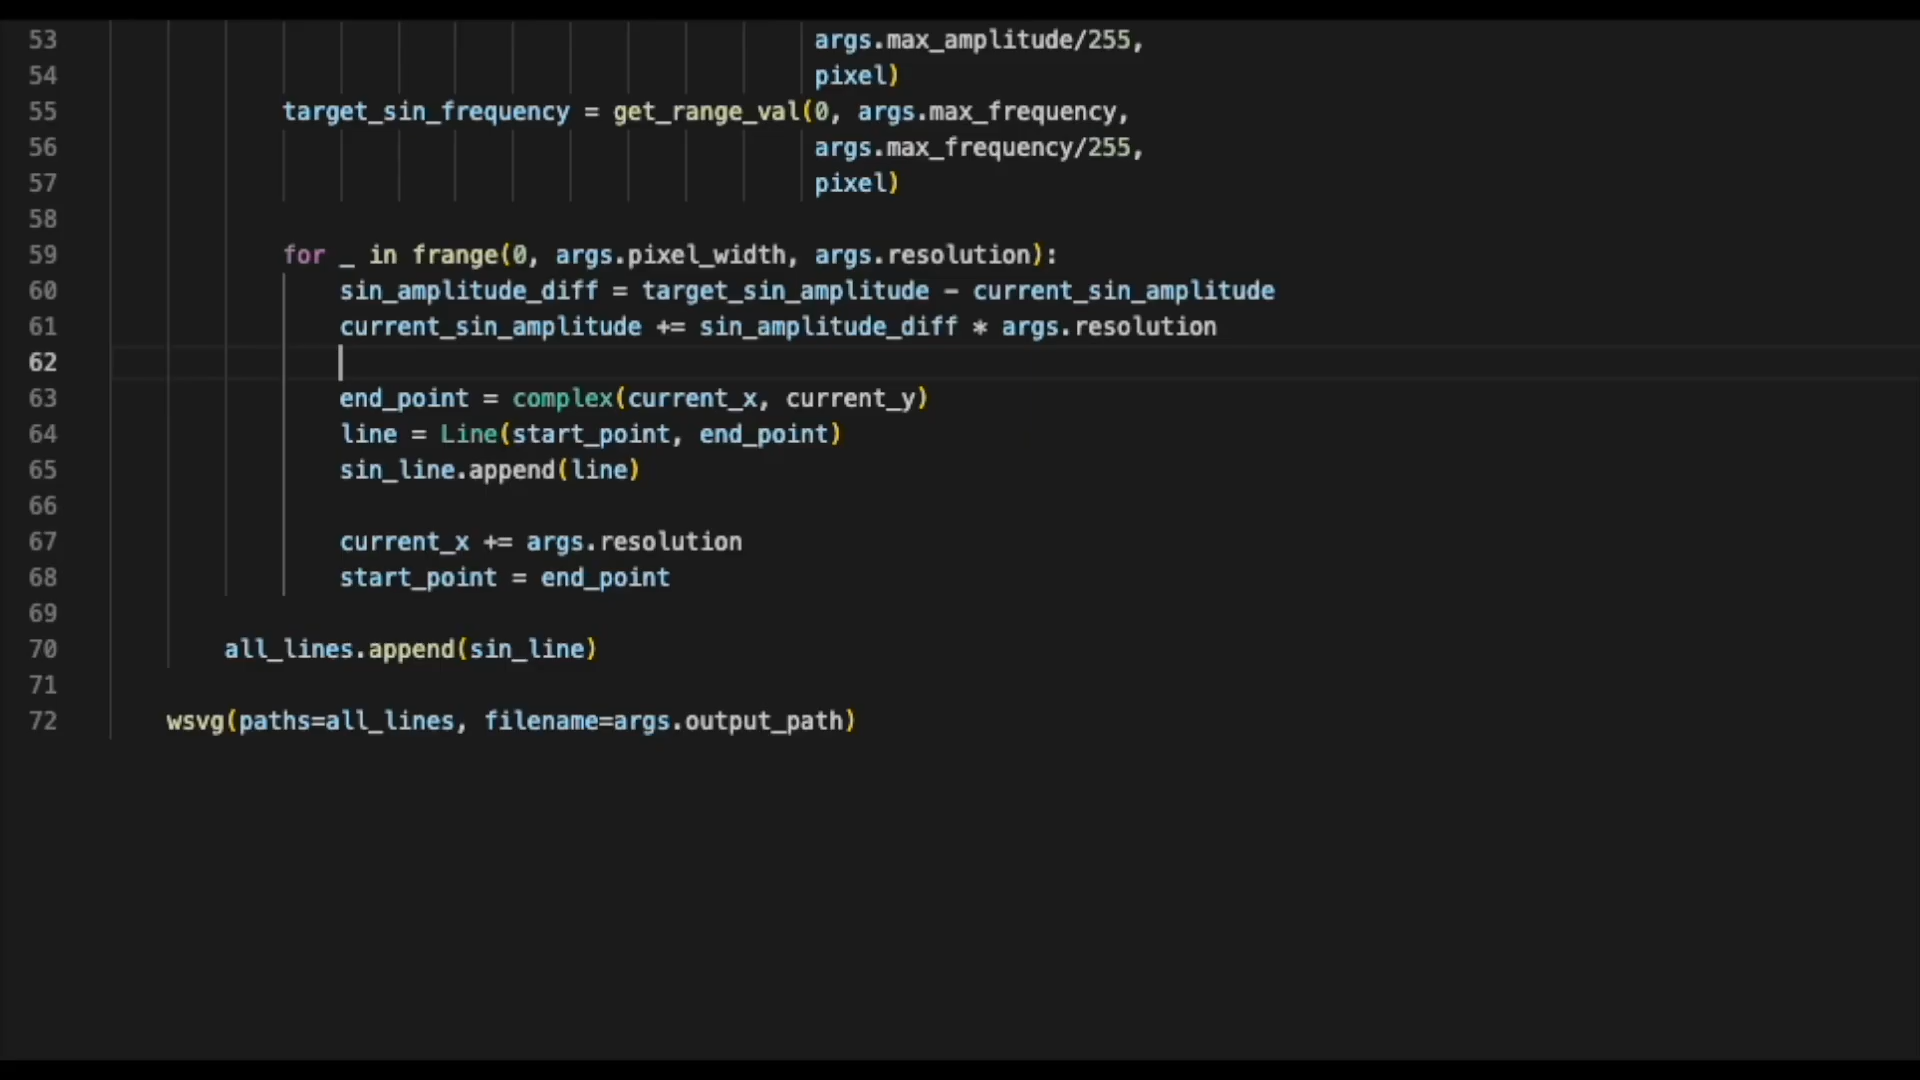 53 args.max_amplitude/255,
54 pixel)
55 target_sin_frequency = get_range_val(0, args.max_frequency,
56 args.max_frequency/255,
57 pixel)
58
59 for _ in frange(0, args.pixel_width, args.resolution):
60 sin_amplitude_diff = target_sin_amplitude - current_sin_amplitude
61 current_sin_amplitude += sin_amplitude_diff * args.resolution
62
63 end_point = complex(current_x, current_y)
64 line = Line(start_point, end_point)
65 sin_line.append(line)
66
67 current_x += args.resolution
68 start_point = end_point
69
70 all_lines.append(sin_line)
71
72 wsvg(paths=all_lines, filename=args.output_path)